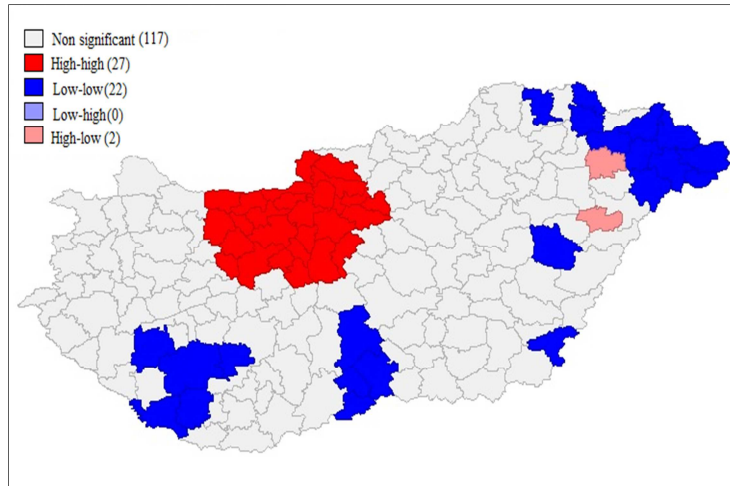 Non significant (117)
High-high (27)
Low-low(22)
Low-high(0)
High-low (2)